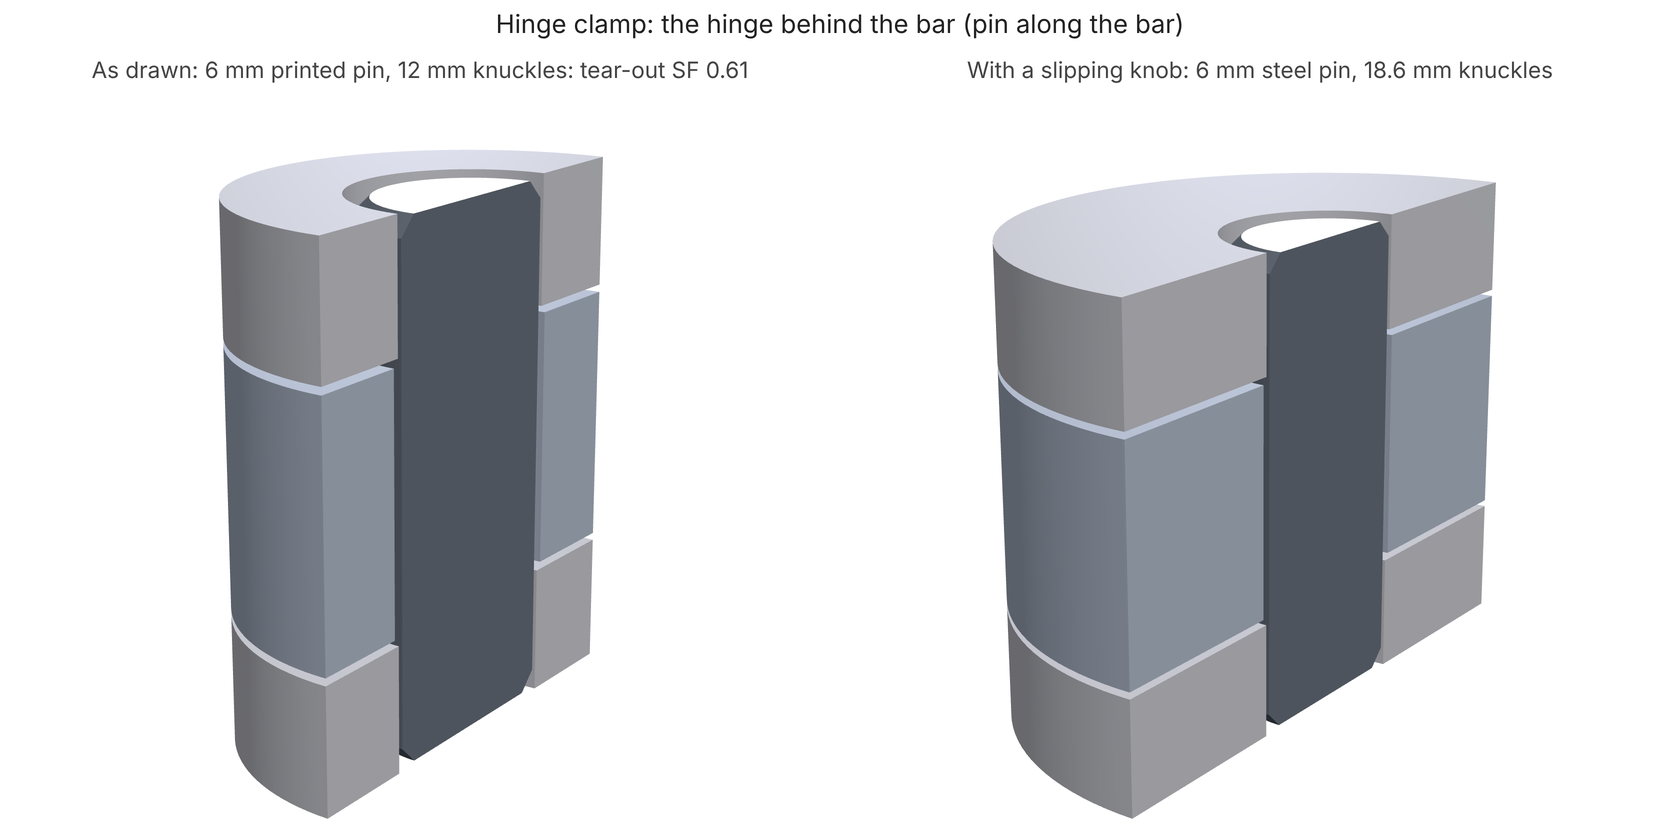 Hinge clamp: the hinge behind the bar (pin along the bar)
As drawn: 6 mm printed pin, 12 mm knuckles: tear-out SF 0.61
With a slipping knob: 6 mm steel pin, 18.6 mm knuckles